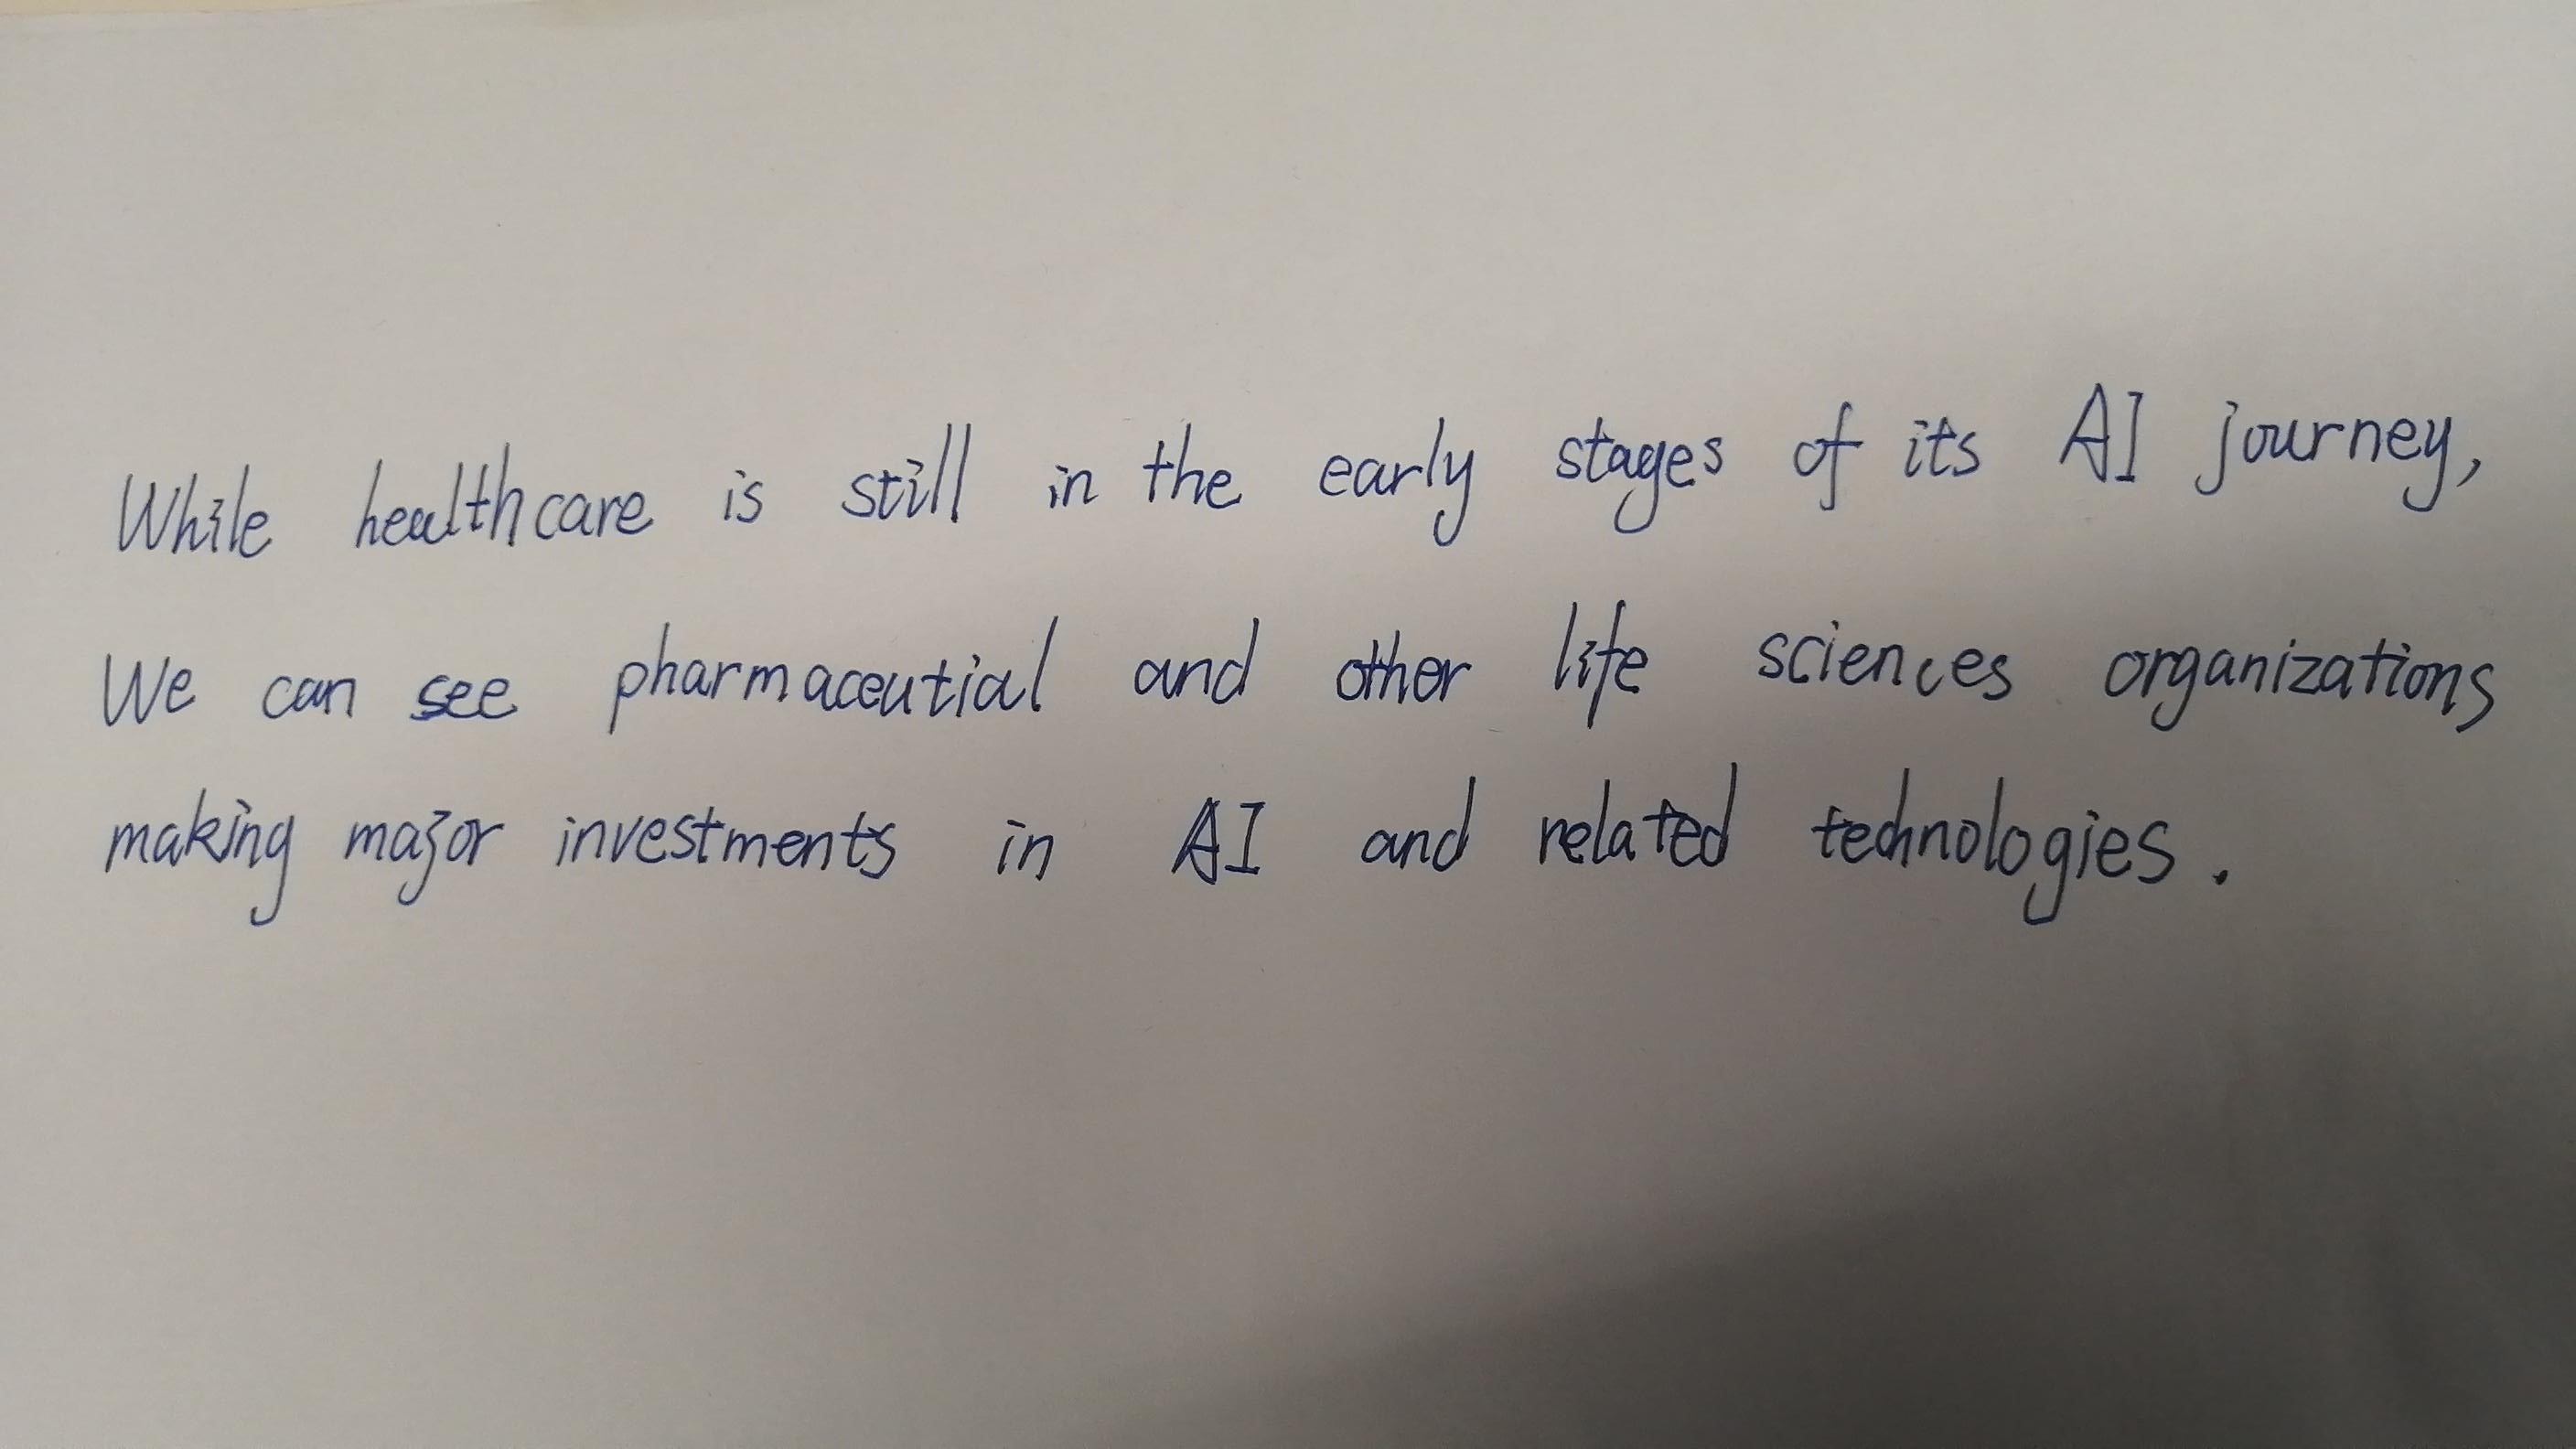 While healthcare is still in the early stages of its AI journey,
We can see pharmaceutial and other life sciences organizations
making major investments in AI and related technologies.